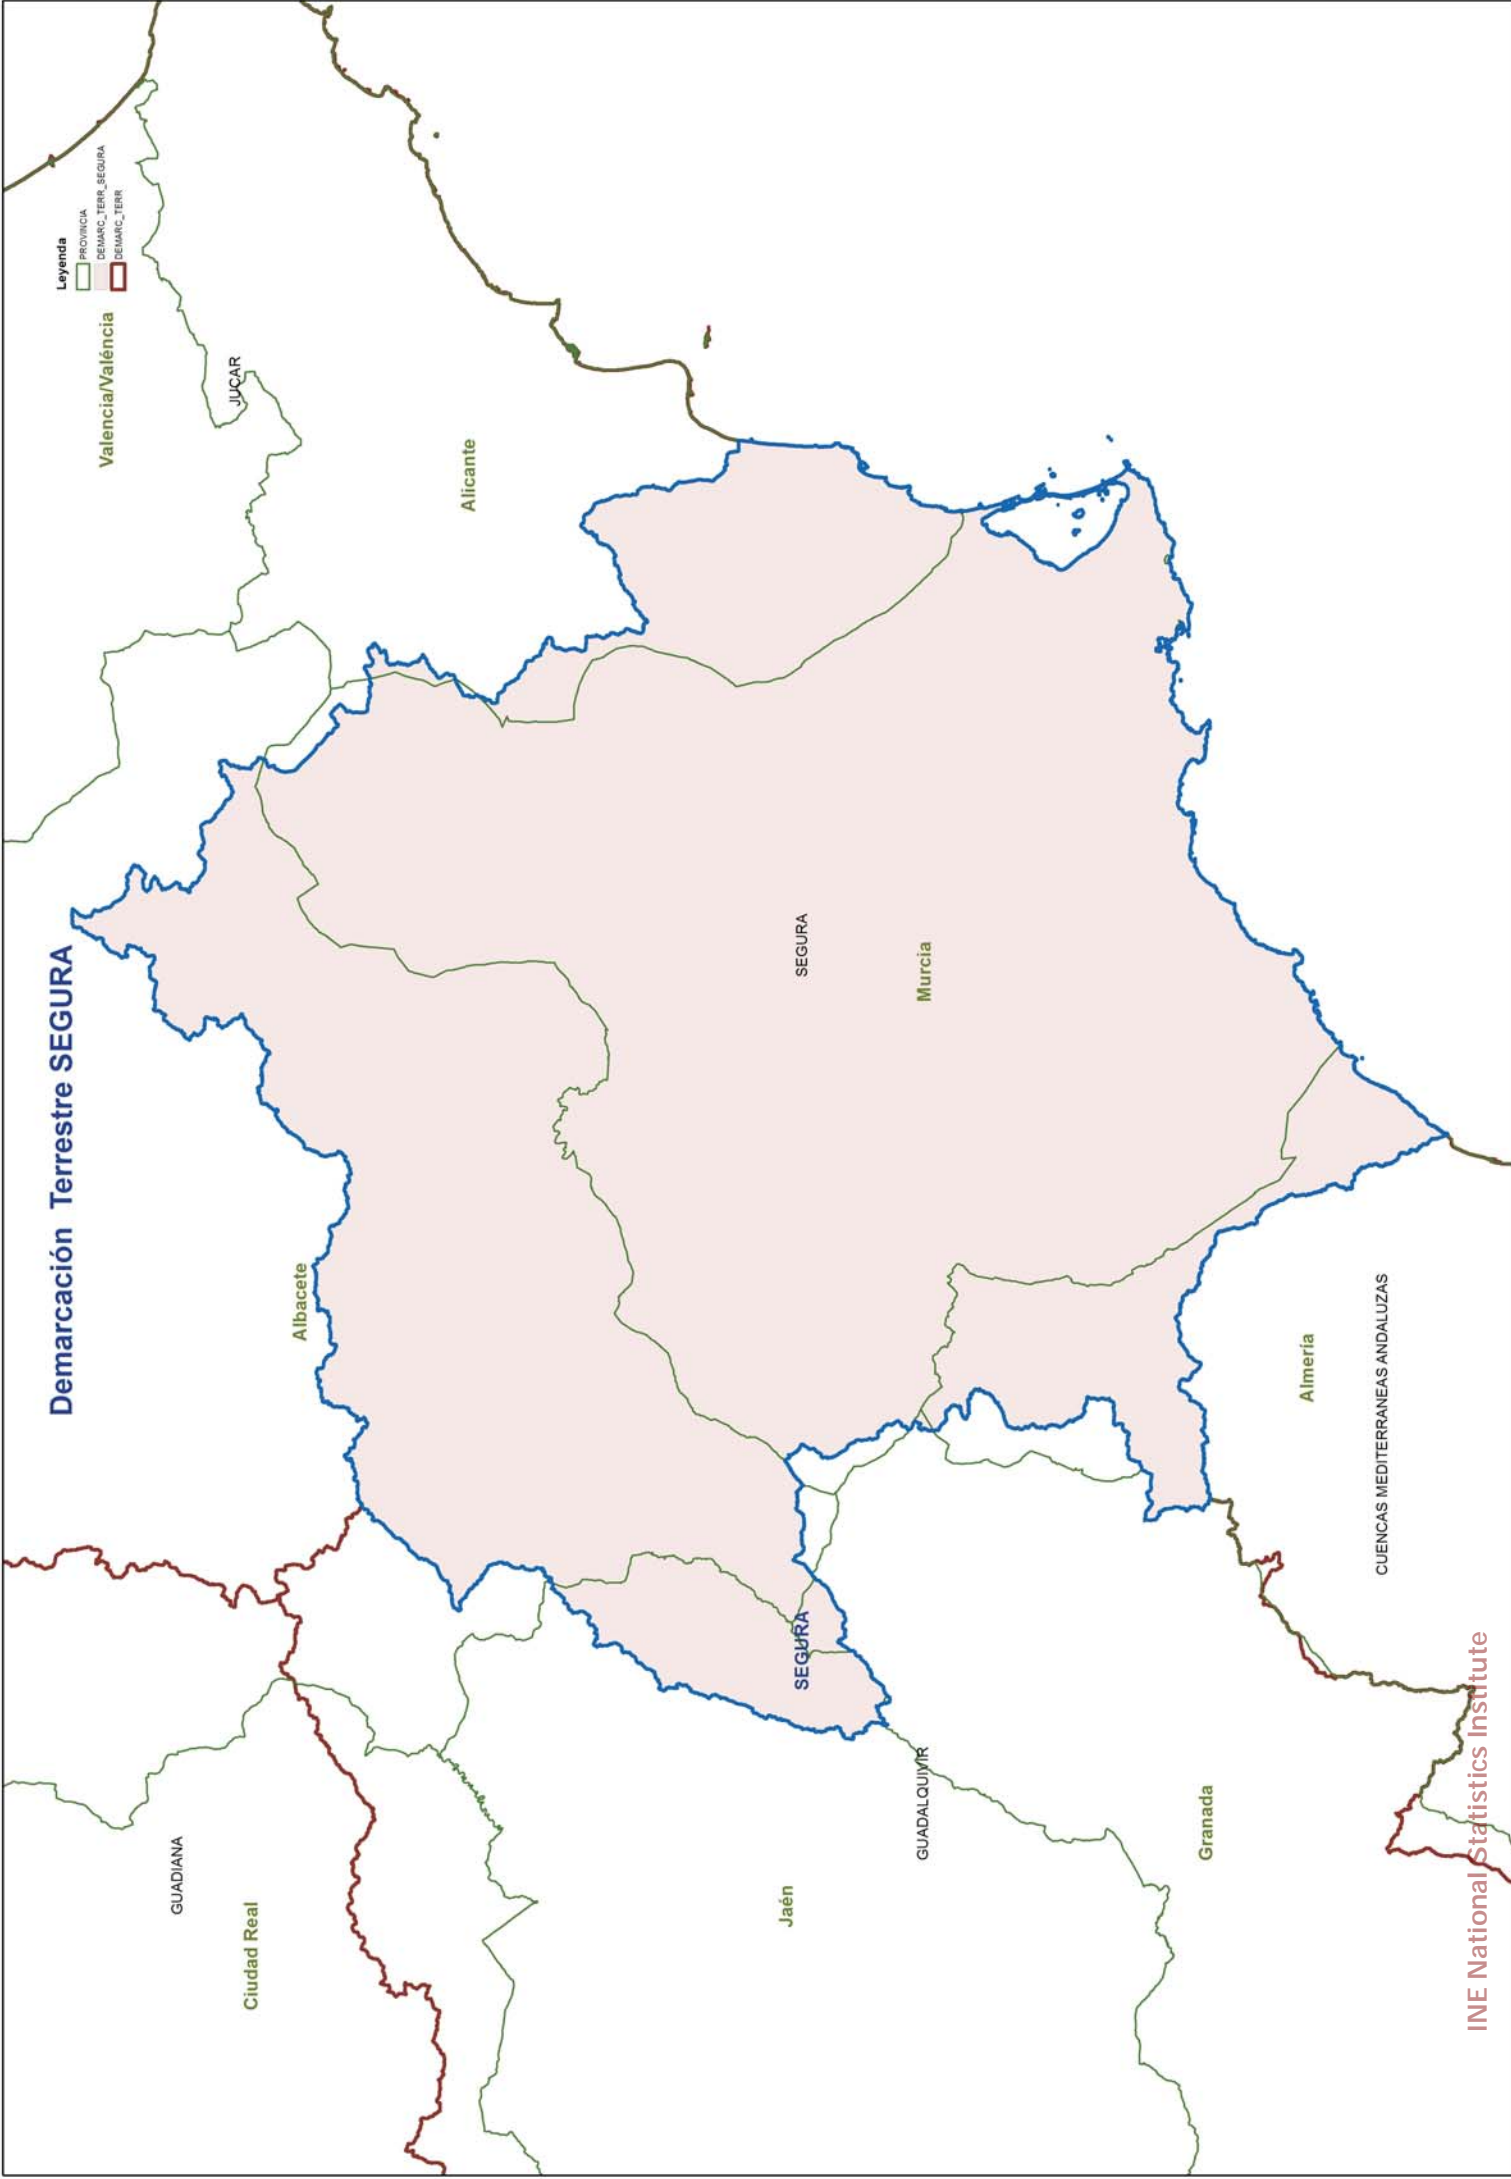 Demarcación Terrestre SEGURA
Leyenda
PROVINCIA
DEMARC_TERR_SEGURA
DEMARC_TERR
Valencia/Valéncia
JUCAR
GUADIANA
Ciudad Real
Albacete
Alicante
SEGURA
SEGURA
Murcia
Jaén
GUADALQUIVIR
Granada
Almería
CUENCAS MEDITERRANEAS ANDALUZAS
INE National Statistics Institute